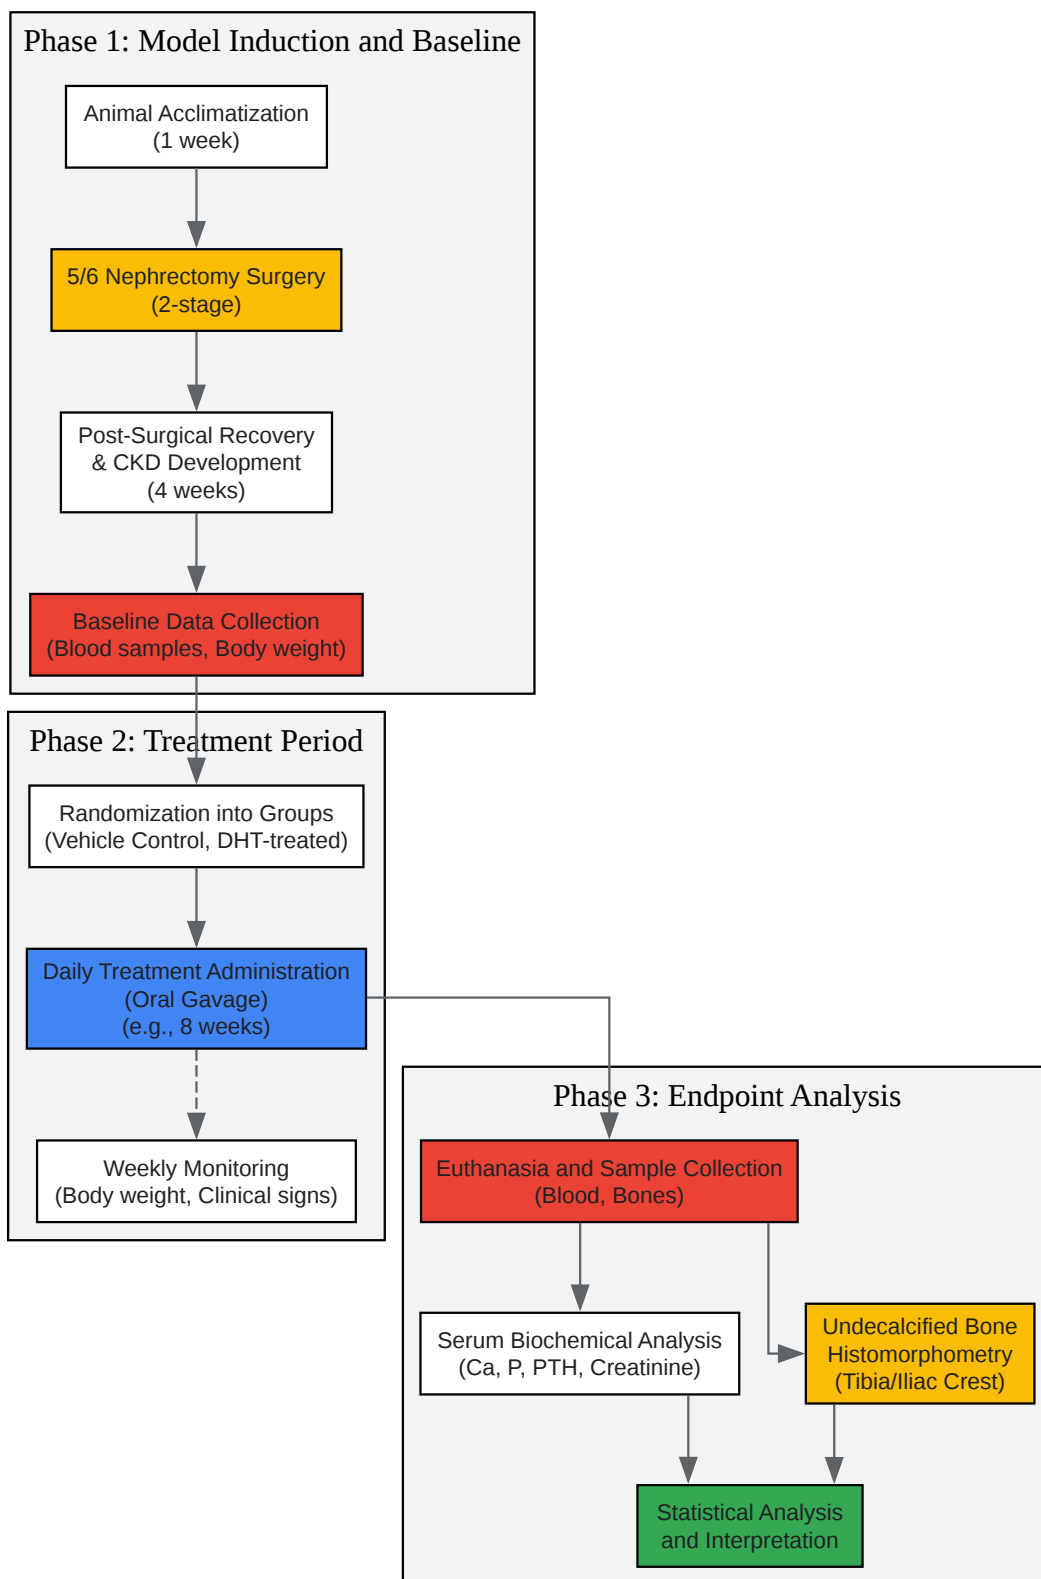 Phase 1: Model Induction and Baseline
Animal Acclimatization
(1 week)
5/6 Nephrectomy Surgery
(2-stage)
Post-Surgical Recovery
& CKD Development
(4 weeks)
Baseline Data Collection
(Blood samples, Body weight)
Phase 2: Treatment Period
Randomization into Groups
(Vehicle Control, DHT-treated)
Daily Treatment Administration
(Oral Gavage)
(e.g., 8 weeks)
Weekly Monitoring
(Body weight, Clinical signs)
Phase 3: Endpoint Analysis
Euthanasia and Sample Collection
(Blood, Bones)
Serum Biochemical Analysis
(Ca, P, PTH, Creatinine)
Undecalcified Bone
Histomorphometry
(Tibia/Iliac Crest)
Statistical Analysis
and Interpretation